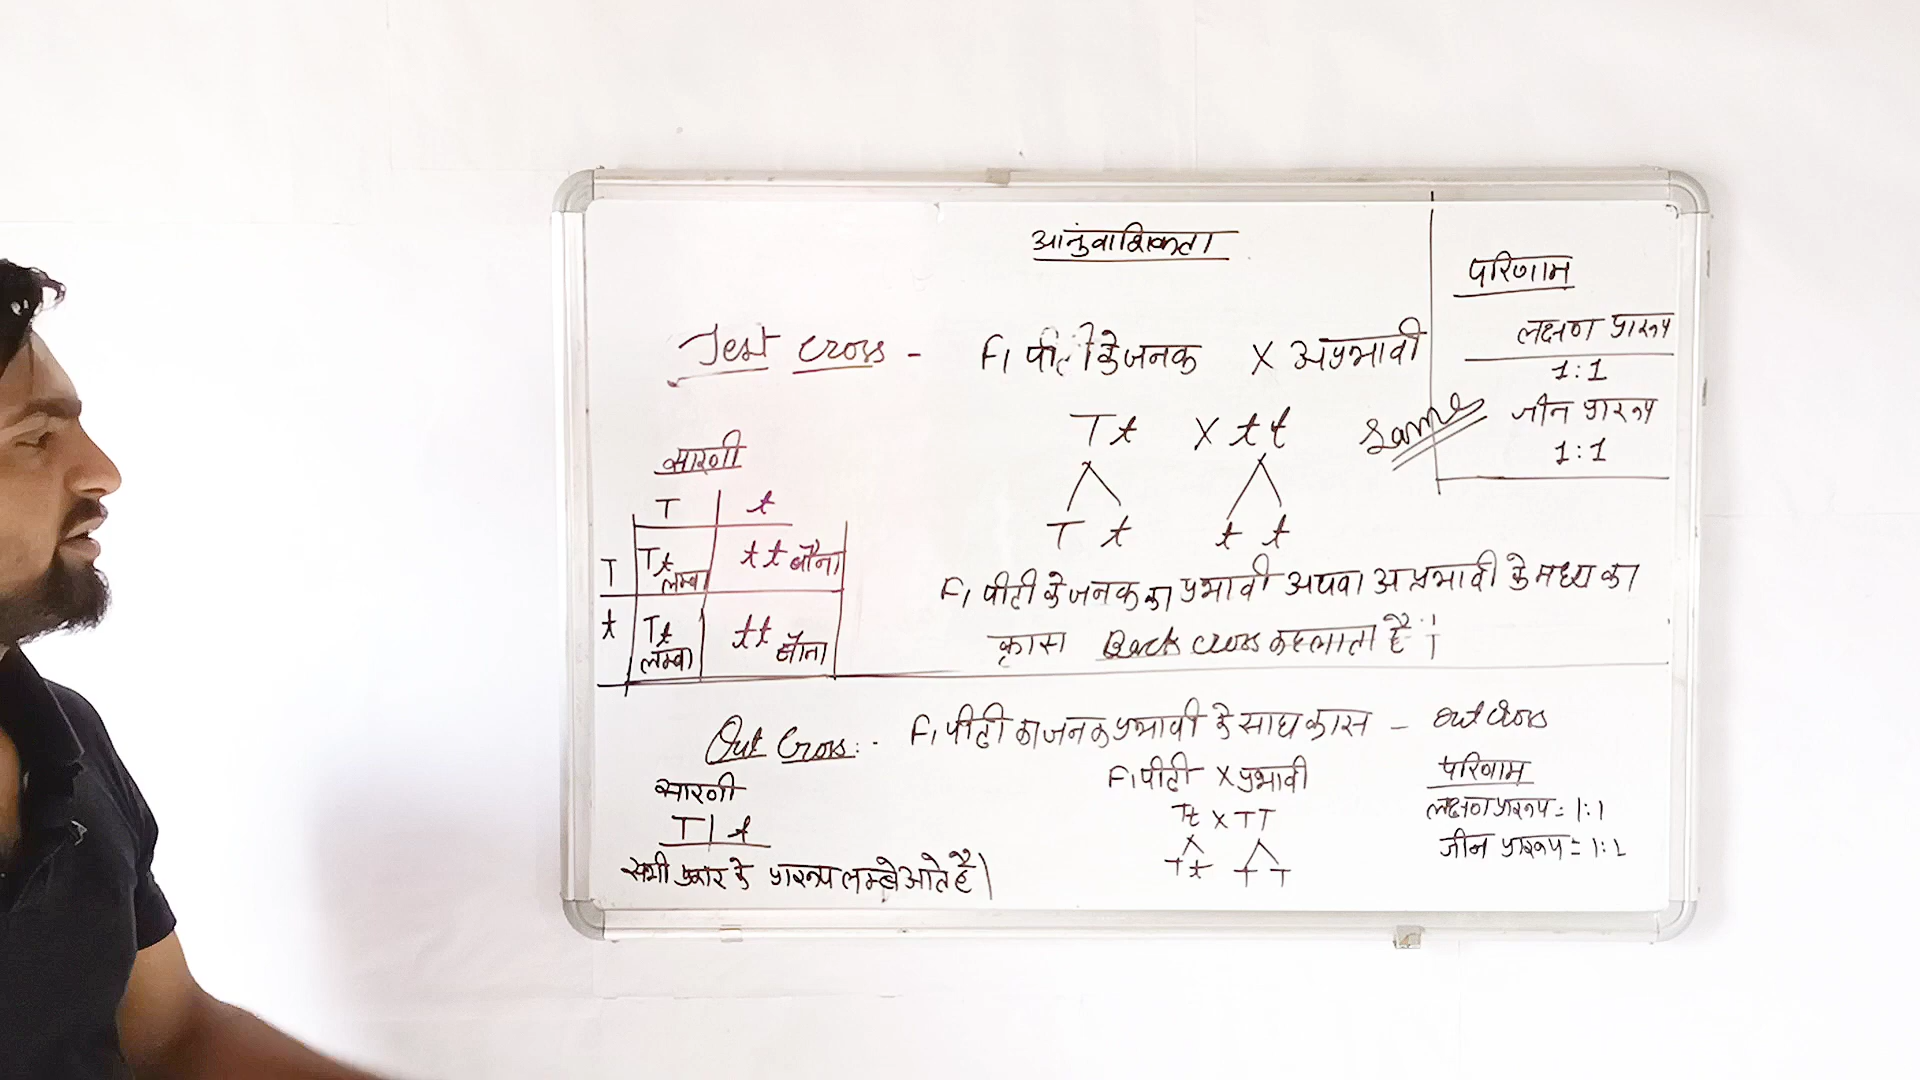 आनुवाशिकता
Test Cross - F₁ पीढी के जनक X अप्रभावी
Tt X tt
T t t t
Same
परिणाम
लक्षण प्रारूप
1:1
जीन प्रारूप
1:1
सारणी
T t
T Tt लम्बा tt बौना
t Tt लम्बा tt बौना
F₁ पीढी के जनक का प्रभावी अथवा अप्रभावी के मध्य का
क्रास Back cross कहलाता है।
Out Cross:- F₁ पीढी का जनक प्रभावी के साथ क्रास - out cross
सारणी
T t
सभी प्रकार के प्रारूप लम्बे आते है।
F₁ पीढी X प्रभावी
Tt X TT
T t T T
परिणाम
लक्षण प्रारूप = 1:1
जीन प्रारूप = 1:1